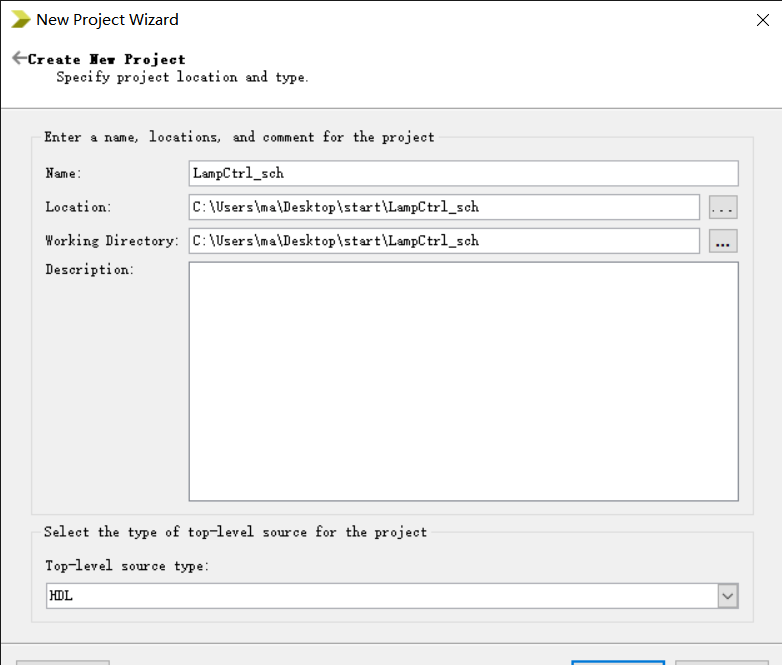 New Project Wizard
Create New Project
Specify project location and type.
Enter a name, locations, and comment for the project
Name:
LampCtrl_sch
Location:
C:\Users\ma\Desktop\start\LampCtrl_sch
...
Working Directory:
C:\Users\ma\Desktop\start\LampCtrl_sch
...
Description:
Select the type of top-level source for the project
Top-level source type:
HDL